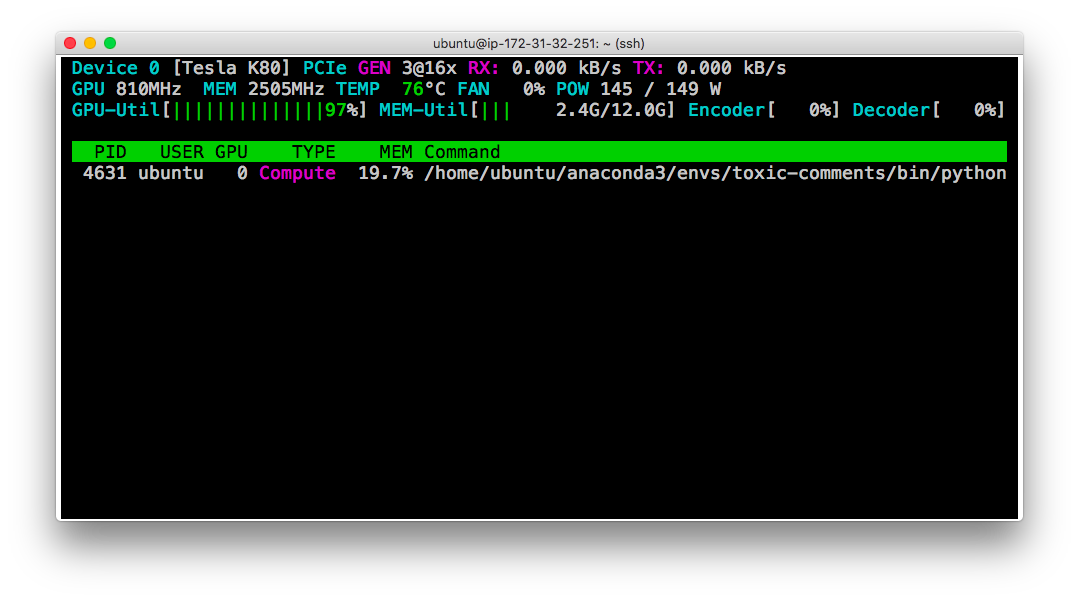 ubuntu@ip-172-31-32-251: ~ (ssh)
Device 0 [Tesla K80] PCIe GEN 3@16x RX: 0.000 kB/s TX: 0.000 kB/s
GPU 810MHz  MEM 2505MHz TEMP  76°C FAN   0% POW 145 / 149 W
GPU-Util[||||||||||||||97%] MEM-Util[|||    2.4G/12.0G] Encoder[   0%] Decoder[   0%]
PID   USER GPU    TYPE    MEM Command
4631 ubuntu   0 Compute  19.7% /home/ubuntu/anaconda3/envs/toxic-comments/bin/python